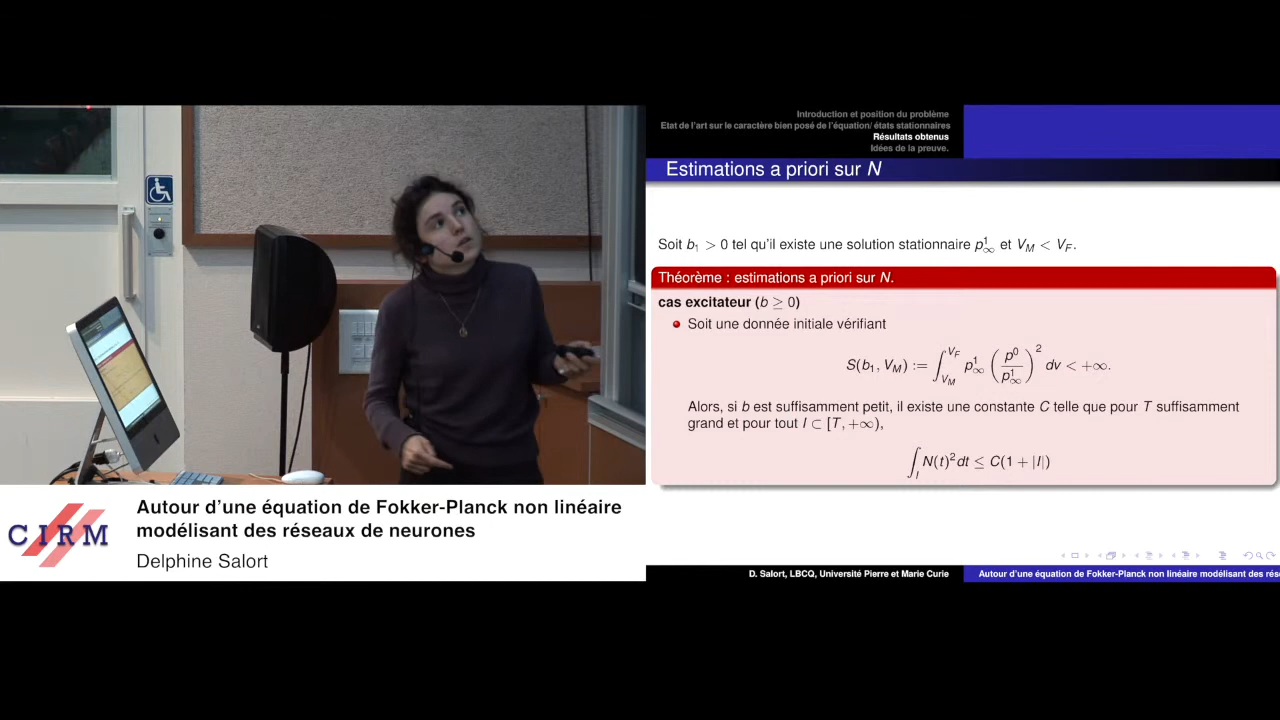 Introduction et position du problème
Etat de l'art sur le caractère bien posé de l'équation/ états stationnaires
Résultats obtenus
Idées de la preuve.
Estimations a priori sur N
Soit b₁ > 0 tel qu'il existe une solution stationnaire p¹_∞ et V_M < V_F.
Théorème : estimations a priori sur N.
cas excitateur (b ≥ 0)
Soit une donnée initiale vérifiant
S(b₁, V_M) := ∫_{V_M}^{V_F} p¹_∞ (p⁰/p¹_∞)² dv < +∞.
Alors, si b est suffisamment petit, il existe une constante C telle que pour T suffisamment
grand et pour tout I ⊂ [T, +∞),
∫_I N(t)² dt ≤ C(1 + |I|)
CIRM
Autour d'une équation de Fokker-Planck non linéaire
modélisant des réseaux de neurones
Delphine Salort
D. Salort, LBCQ, Université Pierre et Marie Curie
Autour d'une équation de Fokker-Planck non linéaire modélisant des rése